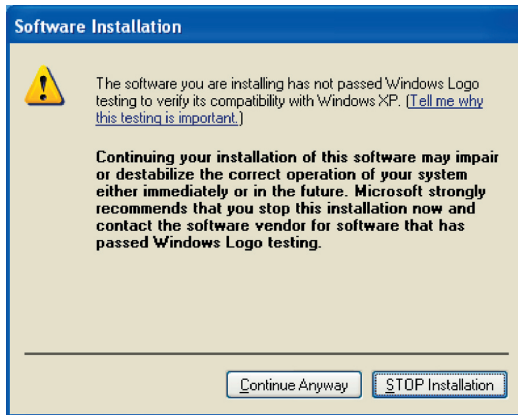 Software Installation
The software you are installing has not passed Windows Logo
testing to verify its compatibility with Windows XP. (Tell me why
this testing is important.)
Continuing your installation of this software may impair
or destabilize the correct operation of your system
either immediately or in the future. Microsoft strongly
recommends that you stop this installation now and
contact the software vendor for software that has
passed Windows Logo testing.
Continue Anyway
STOP Installation